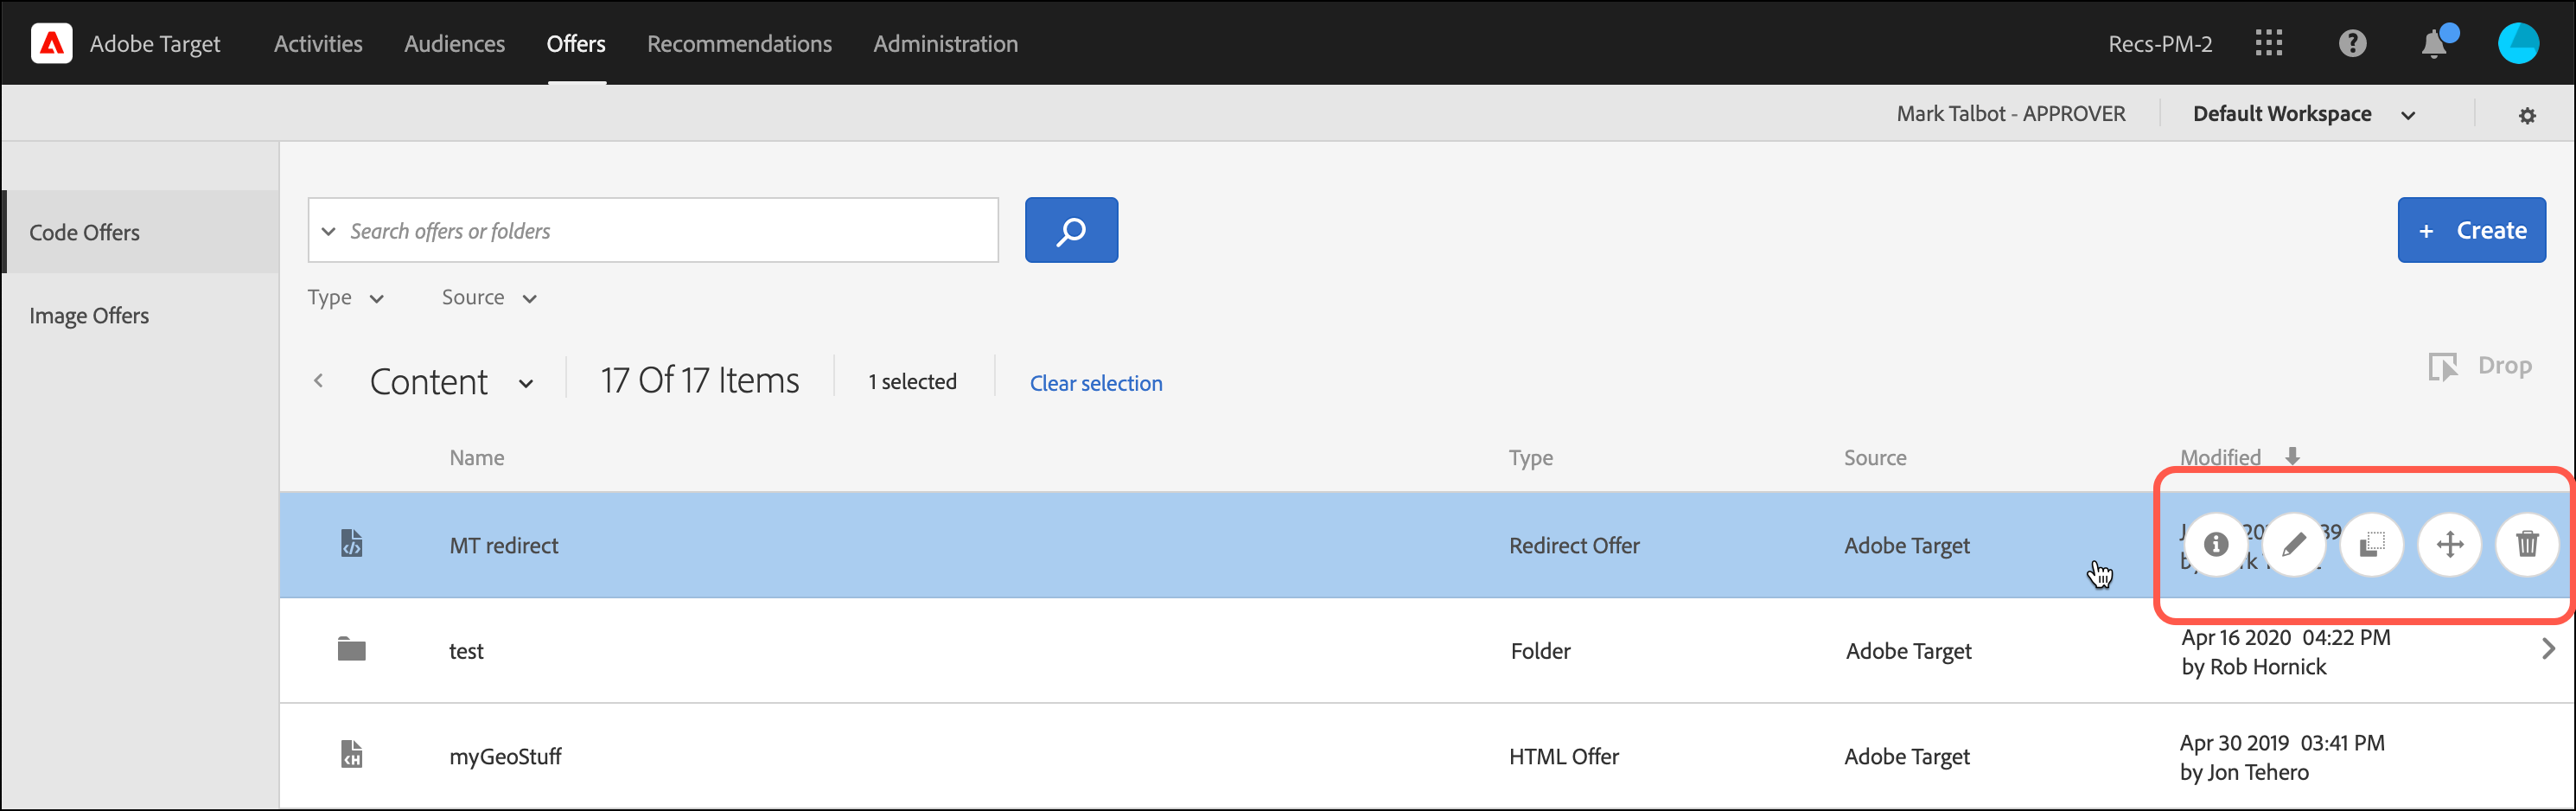 Adobe Target Activities Audiences Offers Recommendations Administration Recs-PM-2
Mark Talbot - APPROVER Default Workspace
Code Offers
Image Offers
Search offers or folders
+ Create
Type Source
Content 17 Of 17 Items 1 selected Clear selection
Drop
Name Type Source Modified
MT redirect Redirect Offer Adobe Target
test Folder Adobe Target Apr 16 2020 04:22 PM
by Rob Hornick
myGeoStuff HTML Offer Adobe Target Apr 30 2019 03:41 PM
by Jon Tehero